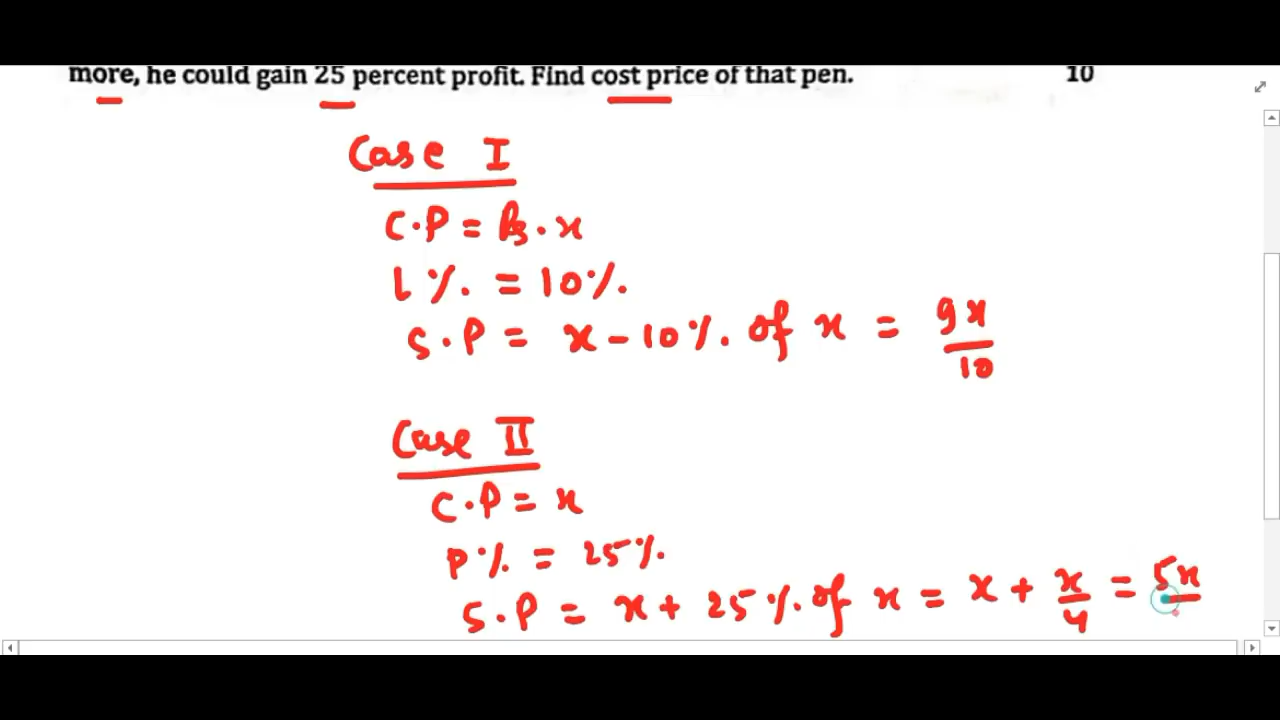 more, he could gain 25 percent profit. Find cost price of that pen. 10
Case I
C.P = Rs. x
L% = 10%.
S.P = x - 10%. of x = 9x/10
Case II
C.P = x
P% = 25%.
S.P = x + 25%. of x = x + x/4 = 5x